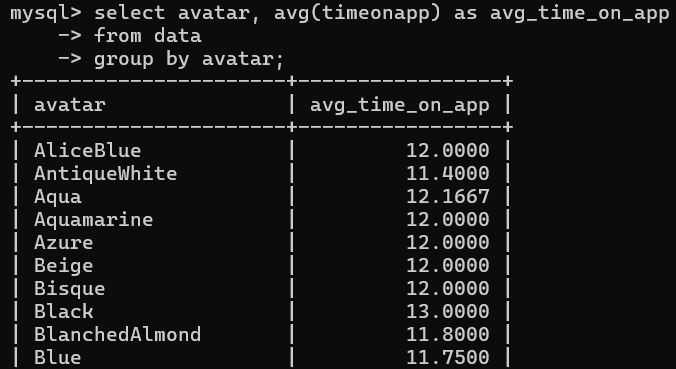 mysql> select avatar, avg(timeonapp) as avg_time_on_app
    -> from data
    -> group by avatar;
+----------------------+-----------------+
| avatar               | avg_time_on_app |
+----------------------+-----------------+
| AliceBlue            |         12.0000 |
| AntiqueWhite         |         11.4000 |
| Aqua                 |         12.1667 |
| Aquamarine           |         12.0000 |
| Azure                |         12.0000 |
| Beige                |         12.0000 |
| Bisque               |         12.0000 |
| Black                |         13.0000 |
| BlanchedAlmond       |         11.8000 |
| Blue                 |         11.7500 |